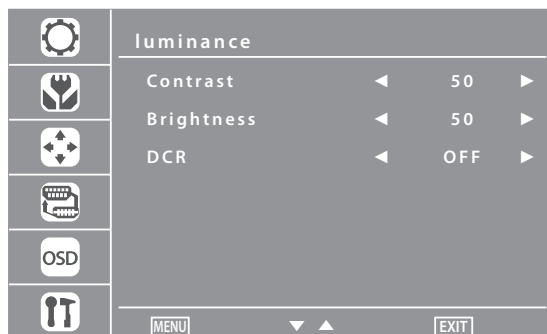 luminance
Contrast ◄ 50 ►
Brightness ◄ 50 ►
DCR ◄ OFF ►
OSD
MENU ▼ ▲ EXIT